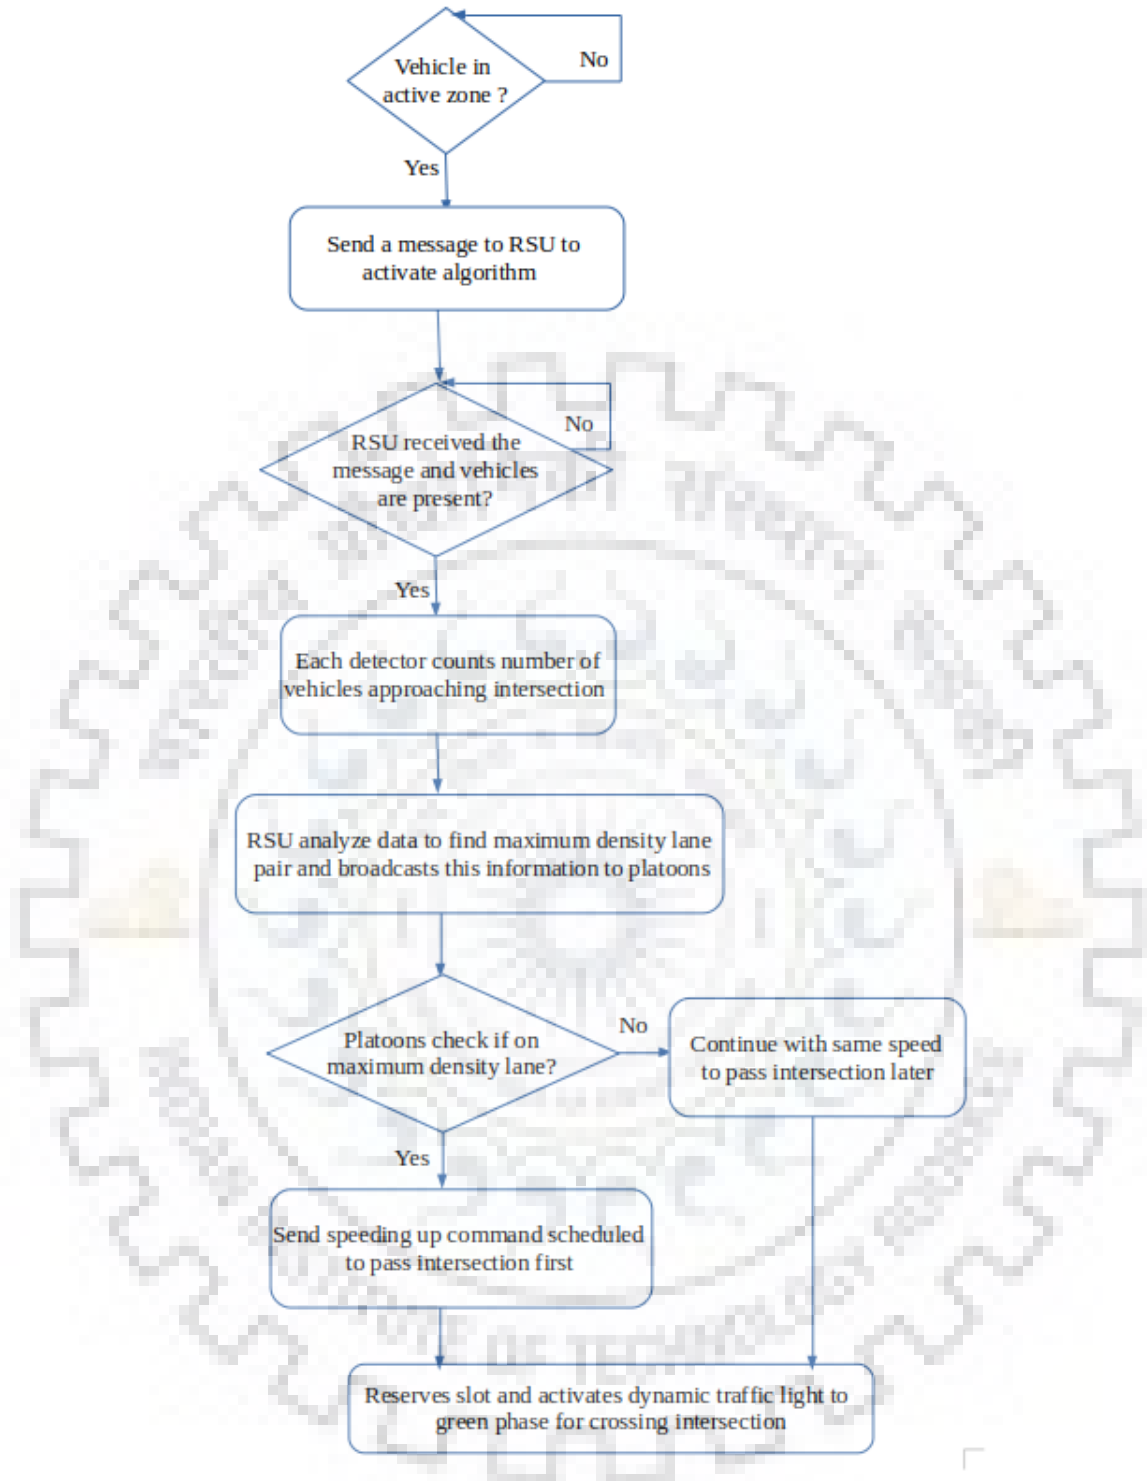 Vehicle in
active zone ?
No
Yes
Send a message to RSU to
activate algorithm
No
RSU received the
message and vehicles
are present?
Yes
Each detector counts number of
vehicles approaching intersection
RSU analyze data to find maximum density lane
pair and broadcasts this information to platoons
Platoons check if on
maximum density lane?
No
Continue with same speed
to pass intersection later
Yes
Send speeding up command scheduled
to pass intersection first
Reserves slot and activates dynamic traffic light to
green phase for crossing intersection